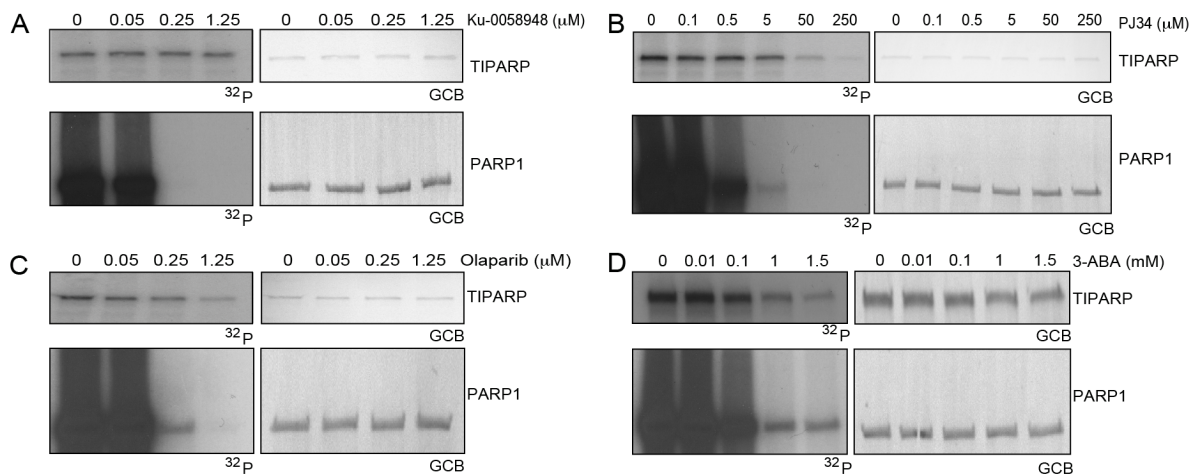 A
0 0.05 0.25 1.25 0 0.05 0.25 1.25 Ku-0058948 (μM)
TIPARP
32P GCB
PARP1
32P GCB
B
0 0.1 0.5 5 50 250 0 0.1 0.5 5 50 250 PJ34 (μM)
TIPARP
32P GCB
PARP1
32P GCB
C
0 0.05 0.25 1.25 0 0.05 0.25 1.25 Olaparib (μM)
TIPARP
32P GCB
PARP1
32P GCB
D
0 0.01 0.1 1 1.5 0 0.01 0.1 1 1.5 3-ABA (mM)
TIPARP
32P GCB
PARP1
32P GCB